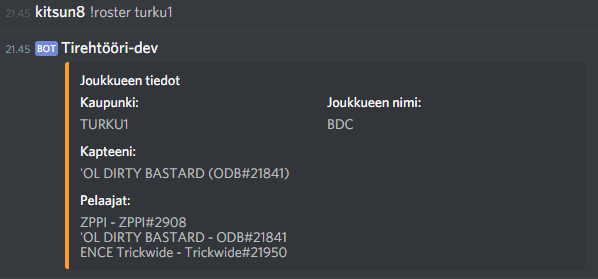 21.45 kitsun8 !roster turku1
21.45 BOT Tirehtööri-dev
Joukkueen tiedot
Kaupunki: Joukkueen nimi:
TURKU1 BDC
Kapteeni:
'OL DIRTY BASTARD (ODB#21841)
Pelaajat:
ZPPI - ZPPI#2908
'OL DIRTY BASTARD - ODB#21841
ENCE Trickwide - Trickwide#21950